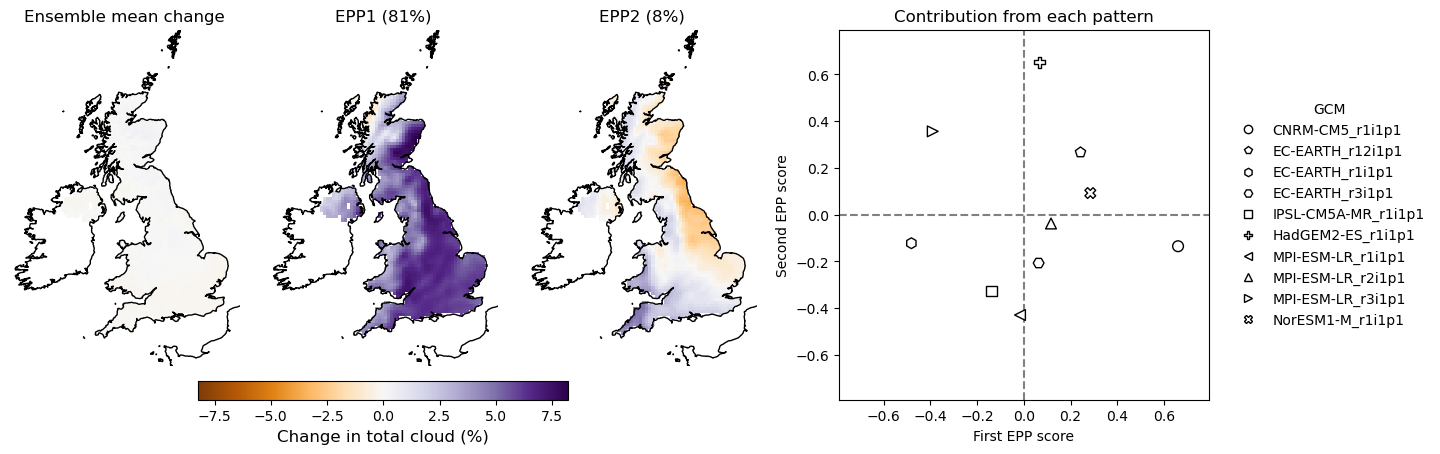 Ensemble mean change
EPP1 (81%)
EPP2 (8%)
−7.5 −5.0 −2.5 0.0 2.5 5.0 7.5
Change in total cloud (%)
Contribution from each pattern
Second EPP score
0.6
0.4
0.2
0.0
−0.2
−0.4
−0.6
−0.6 −0.4 −0.2 0.0 0.2 0.4 0.6
First EPP score
GCM
CNRM-CM5_r1i1p1
EC-EARTH_r12i1p1
EC-EARTH_r1i1p1
EC-EARTH_r3i1p1
IPSL-CM5A-MR_r1i1p1
HadGEM2-ES_r1i1p1
MPI-ESM-LR_r1i1p1
MPI-ESM-LR_r2i1p1
MPI-ESM-LR_r3i1p1
NorESM1-M_r1i1p1